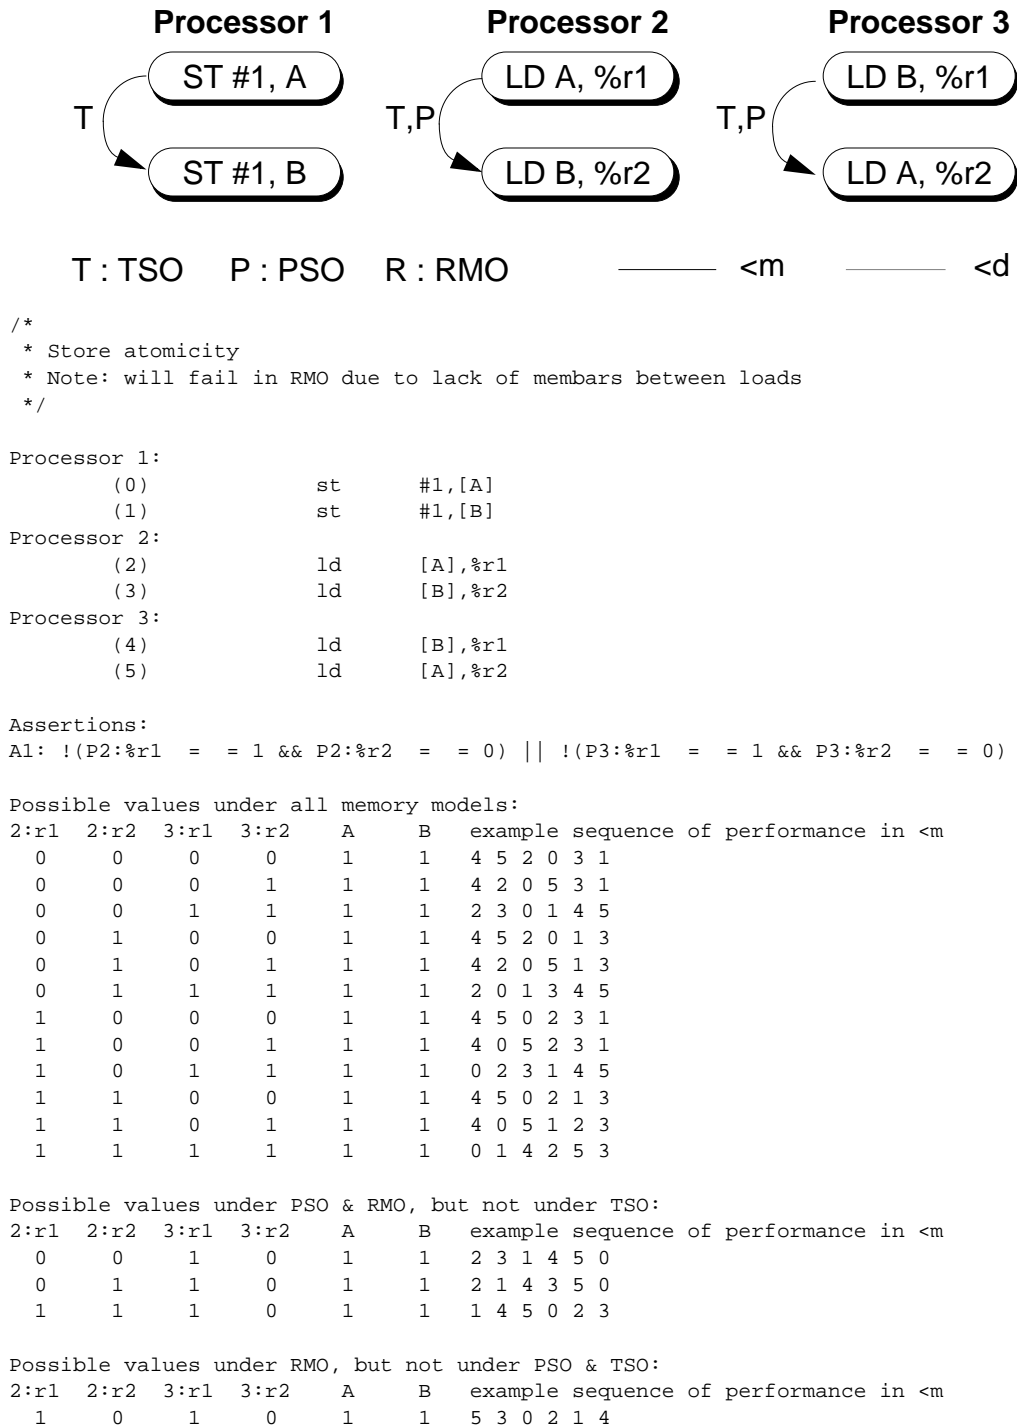 Processor 1 Processor 2 Processor 3
ST #1, A LD A, %r1 LD B, %r1
T T,P T,P
ST #1, B LD B, %r2 LD A, %r2
T : TSO P : PSO R : RMO <m <d
/*
* Store atomicity
* Note: will fail in RMO due to lack of membars between loads
*/
Processor 1:
(0) st #1,[A]
(1) st #1,[B]
Processor 2:
(2) ld [A],%r1
(3) ld [B],%r2
Processor 3:
(4) ld [B],%r1
(5) ld [A],%r2
Assertions:
A1: !(P2:%r1 = = 1 && P2:%r2 = = 0) || !(P3:%r1 = = 1 && P3:%r2 = = 0)
Possible values under all memory models:
2:r1 2:r2 3:r1 3:r2 A B example sequence of performance in <m
0 0 0 0 1 1 4 5 2 0 3 1
0 0 0 1 1 1 4 2 0 5 3 1
0 0 1 1 1 1 2 3 0 1 4 5
0 1 0 0 1 1 4 5 2 0 1 3
0 1 0 1 1 1 4 2 0 5 1 3
0 1 1 1 1 1 2 0 1 3 4 5
1 0 0 0 1 1 4 5 0 2 3 1
1 0 0 1 1 1 4 0 5 2 3 1
1 0 1 1 1 1 0 2 3 1 4 5
1 1 0 0 1 1 4 5 0 2 1 3
1 1 0 1 1 1 4 0 5 1 2 3
1 1 1 1 1 1 0 1 4 2 5 3
Possible values under PSO & RMO, but not under TSO:
2:r1 2:r2 3:r1 3:r2 A B example sequence of performance in <m
0 0 1 0 1 1 2 3 1 4 5 0
0 1 1 0 1 1 2 1 4 3 5 0
1 1 1 0 1 1 1 4 5 0 2 3
Possible values under RMO, but not under PSO & TSO:
2:r1 2:r2 3:r1 3:r2 A B example sequence of performance in <m
1 0 1 0 1 1 5 3 0 2 1 4